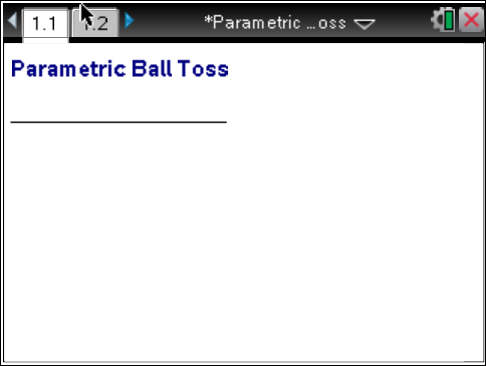 1.1 1.2 *Parametric ...oss
Parametric Ball Toss